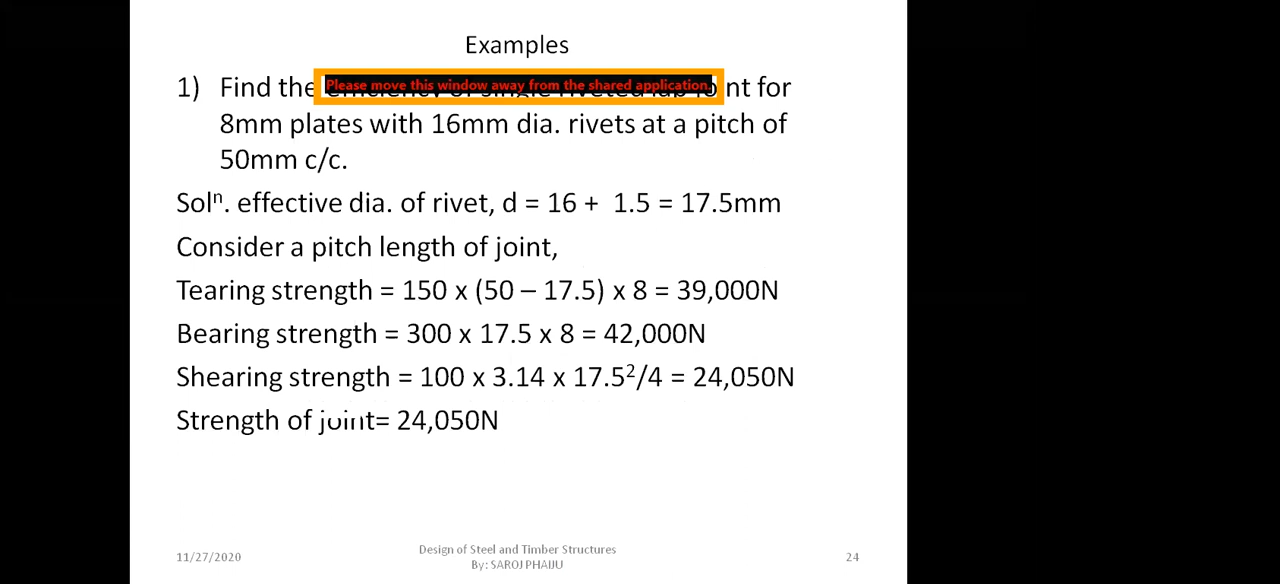 Examples
1) Find the Please move this window away from the shared application. nt for
8mm plates with 16mm dia. rivets at a pitch of
50mm c/c.
Solⁿ. effective dia. of rivet, d = 16 + 1.5 = 17.5mm
Consider a pitch length of joint,
Tearing strength = 150 x (50 – 17.5) x 8 = 39,000N
Bearing strength = 300 x 17.5 x 8 = 42,000N
Shearing strength = 100 x 3.14 x 17.5²/4 = 24,050N
Strength of joint= 24,050N
11/27/2020
Design of Steel and Timber Structures
By: SAROJ PHAIJU
24